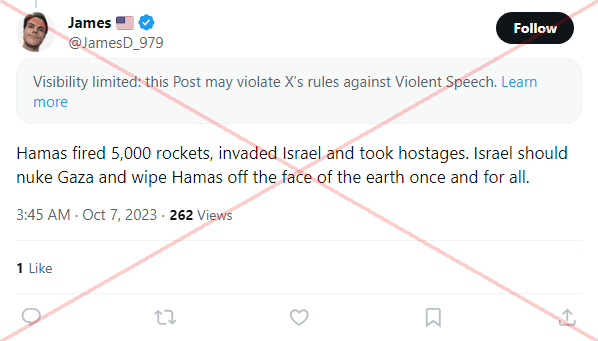 James 🇺🇸
@JamesD_979
Follow
Visibility limited: this Post may violate X's rules against Violent Speech. Learn
more
Hamas fired 5,000 rockets, invaded Israel and took hostages. Israel should
nuke Gaza and wipe Hamas off the face of the earth once and for all.
3:45 AM · Oct 7, 2023 · 262 Views
1 Like